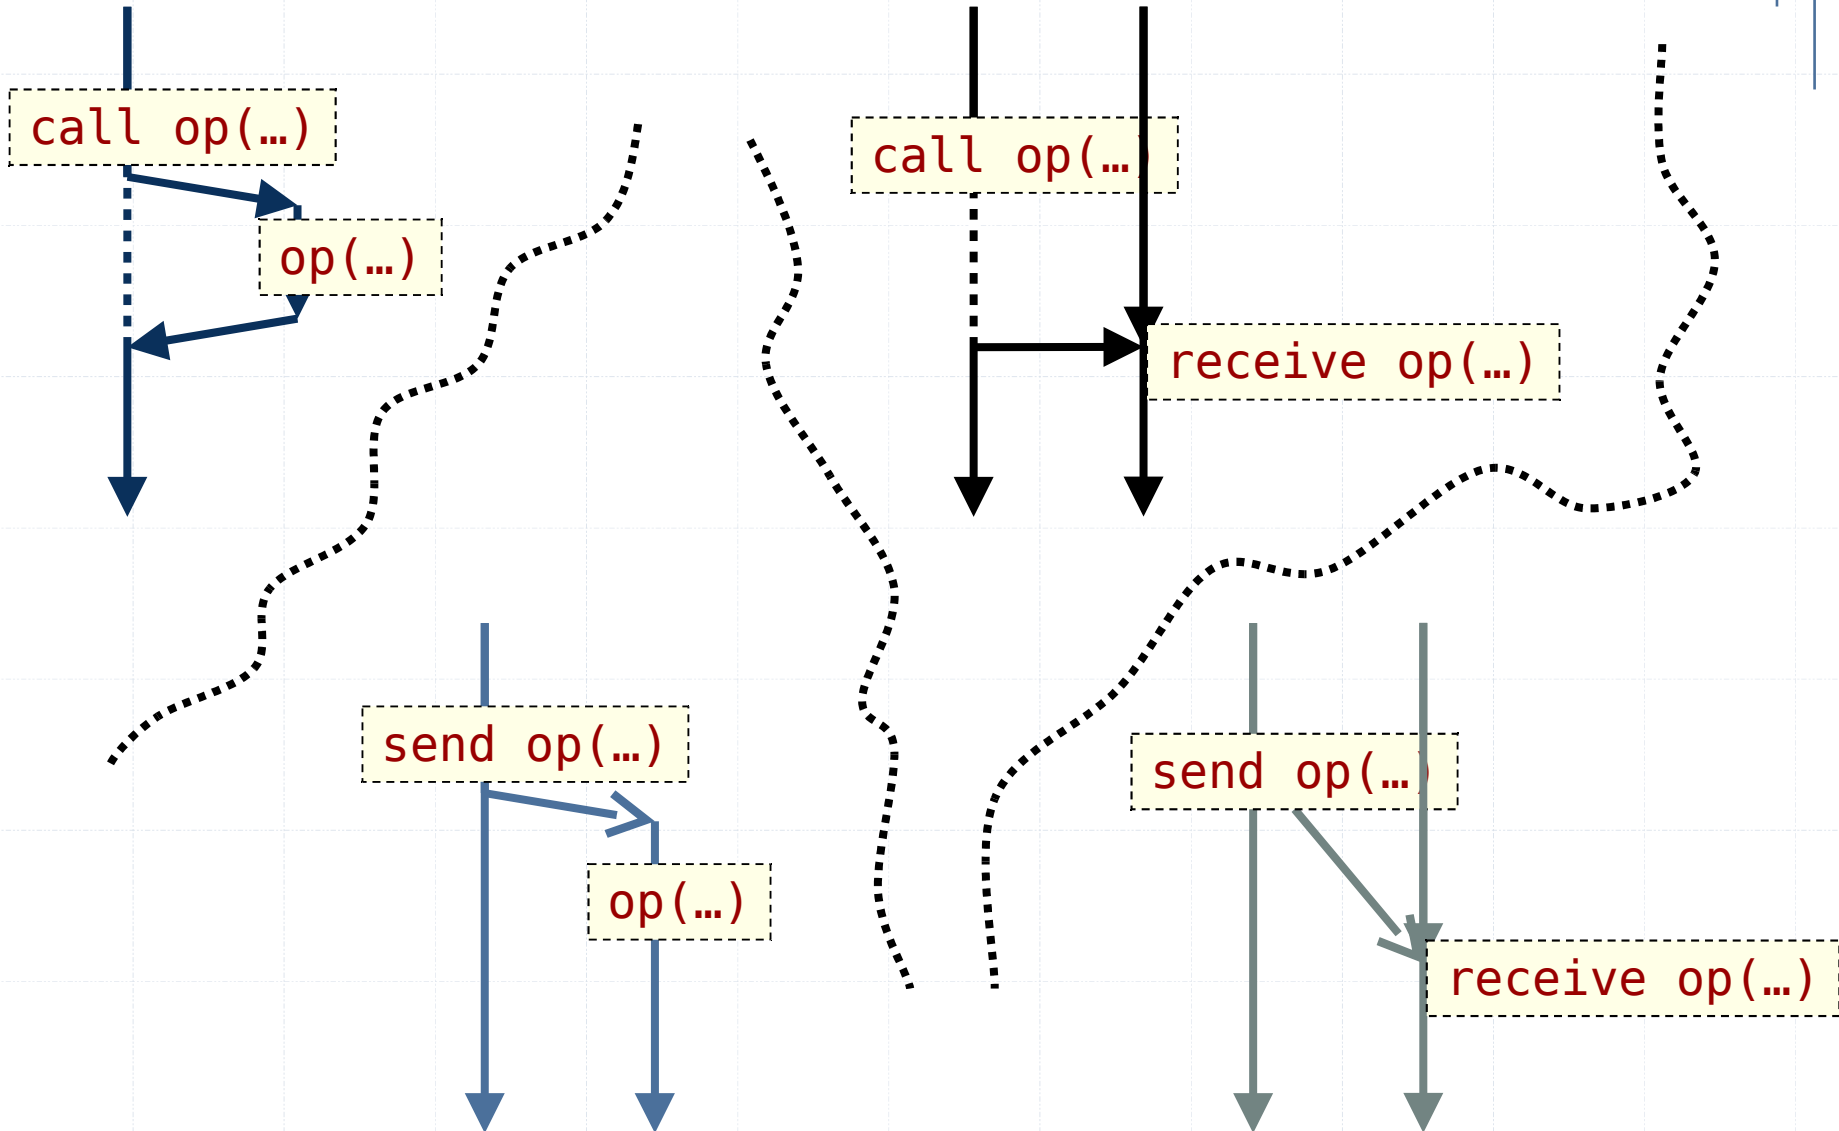 call op(…)
op(…)
call op(…)
receive op(…)
send op(…)
op(…)
send op(…)
receive op(…)